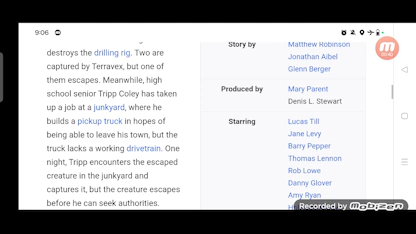 9:06
destroys the drilling rig. Two are
captured by Terravex, but one of
them escapes. Meanwhile, high
school senior Tripp Coley has taken
up a job at a junkyard, where he
builds a pickup truck in hopes of
being able to leave his town, but the
truck lacks a working drivetrain. One
night, Tripp encounters the escaped
creature in the junkyard and
captures it, but the creature escapes
before he can seek authorities.
Story by
Matthew Robinson
Jonathan Aibel
Glenn Berger
Produced by
Mary Parent
Denis L. Stewart
Starring
Lucas Till
Jane Levy
Barry Pepper
Thomas Lennon
Rob Lowe
Danny Glover
Amy Ryan
Recorded by
Mobizen